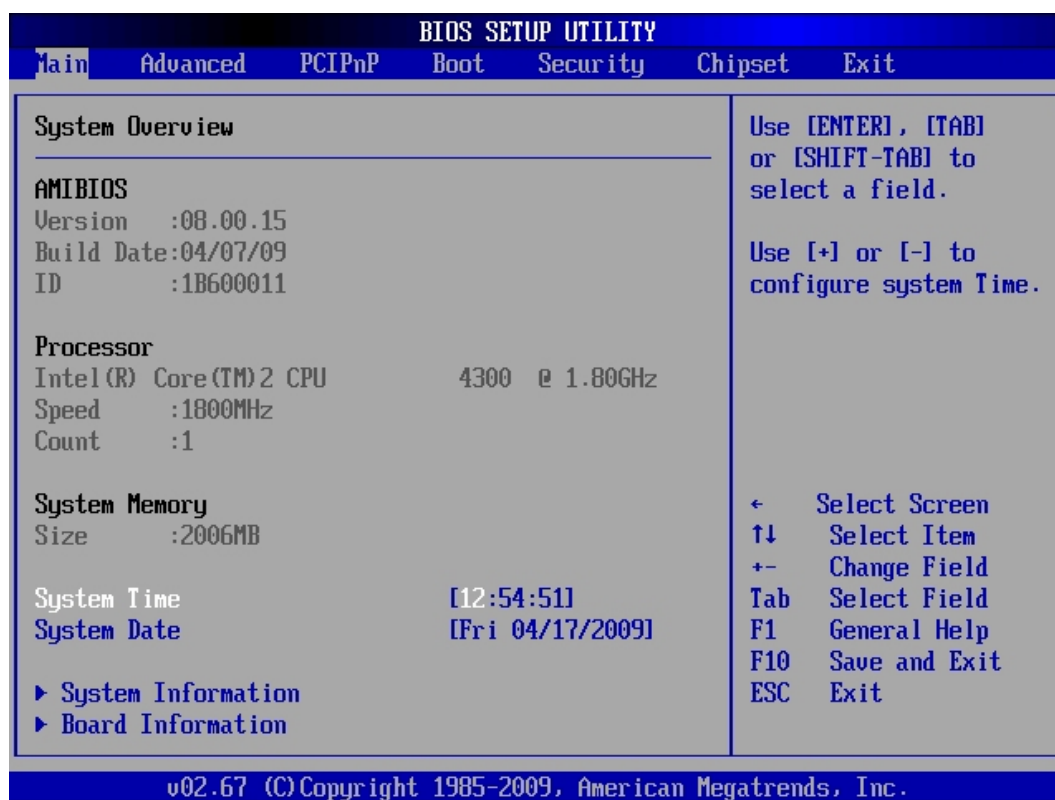 BIOS SETUP UTILITY
Main Advanced PCIPnP Boot Security Chipset Exit
System Overview
AMIBIOS
Version :08.00.15
Build Date:04/07/09
ID :1B600011
Processor
Intel(R) Core(TM)2 CPU 4300 @ 1.80GHz
Speed :1800MHz
Count :1
System Memory
Size :2006MB
System Time [12:54:51]
System Date [Fri 04/17/2009]
▶ System Information
▶ Board Information
Use [ENTER], [TAB]
or [SHIFT-TAB] to
select a field.
Use [+] or [-] to
configure system Time.
← Select Screen
↑↓ Select Item
+- Change Field
Tab Select Field
F1 General Help
F10 Save and Exit
ESC Exit
v02.67 (C)Copyright 1985-2009, American Megatrends, Inc.